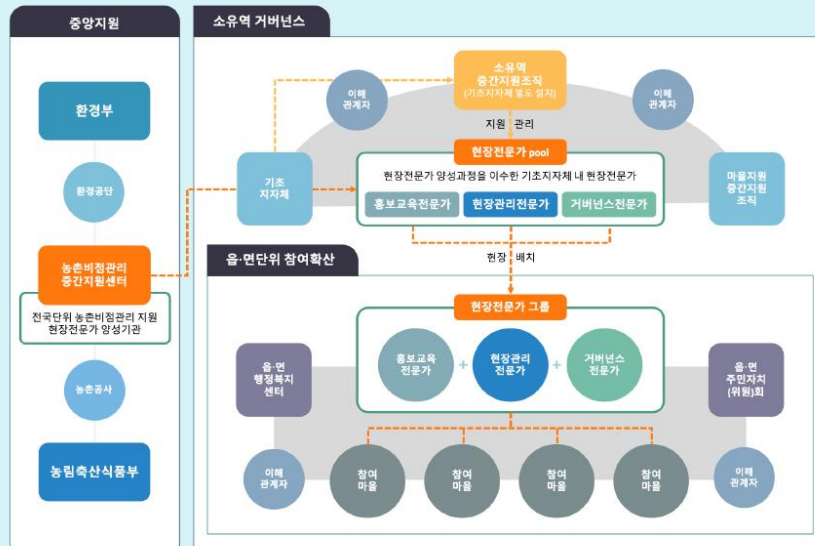 중앙지원
환경부
환경공단
농촌비점관리
중간지원센터
전국단위 농촌비점관리 지원
현장전문가 양성기관
농촌공사
농림축산식품부
소유역 거버넌스
소유역
중간지원조직
(기초지자체 별도 설치)
이해
관계자
이해
관계자
지원 관리
기초
지자체
현장전문가 pool
현장전문가 양성과정을 이수한 기초지자체 내 현장전문가
홍보교육전문가
현장관리전문가
거버넌스전문가
마을지원
중간지원
조직
읍·면단위 참여확산
현장 배치
현장전문가 그룹
홍보교육
전문가
+
현장관리
전문가
+
거버넌스
전문가
읍·면
행정복지
센터
읍·면
주민자치
(위원)회
이해
관계자
참여
마을
참여
마을
참여
마을
참여
마을
이해
관계자